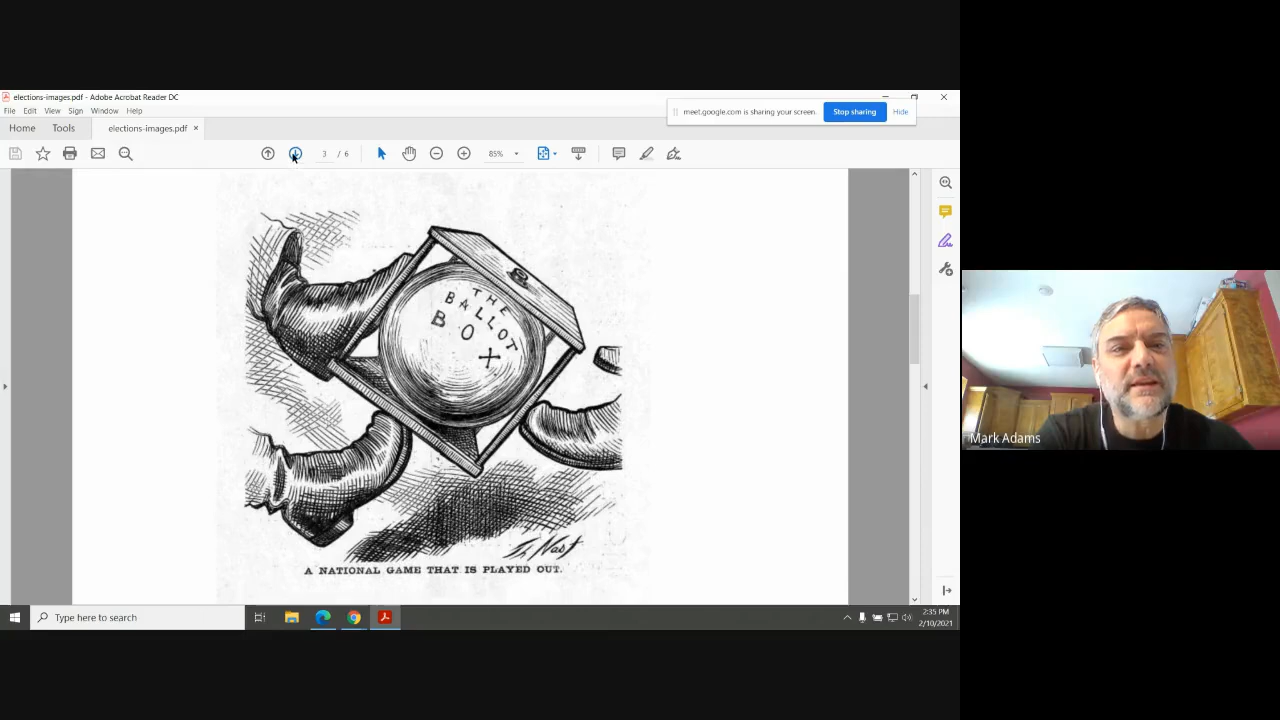 elections-images.pdf - Adobe Acrobat Reader DC
File Edit View Sign Window Help
meet.google.com is sharing your screen.
Stop sharing
Hide
Home
Tools
elections-images.pdf
3 / 6
85%
THE
BALLOT
BOX
Th. Nast
A NATIONAL GAME THAT IS PLAYED OUT.
Mark Adams
Type here to search
2:35 PM
2/10/2021